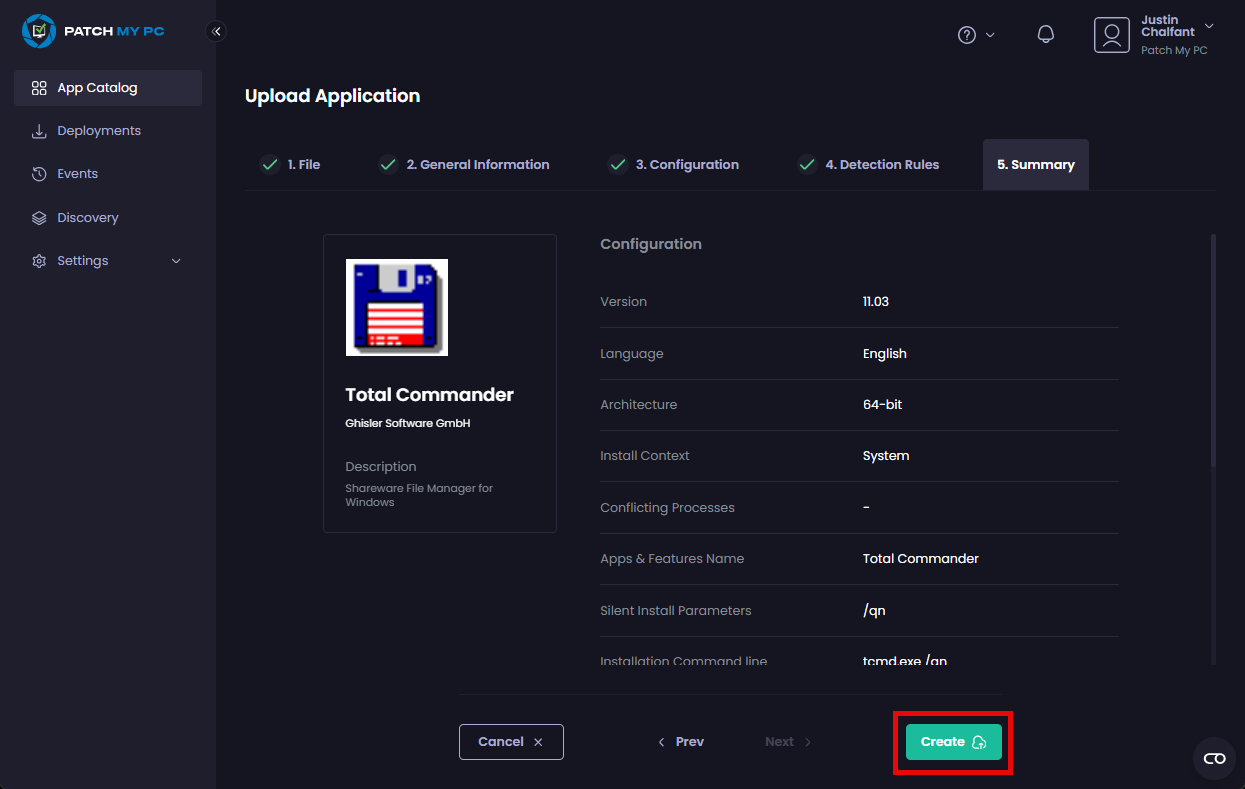 PATCH MY PC
Justin
Chalfant
Patch My PC
App Catalog
Deployments
Events
Discovery
Settings
Upload Application
1. File
2. General Information
3. Configuration
4. Detection Rules
5. Summary
Total Commander
Ghisler Software GmbH
Description
Shareware File Manager for
Windows
Configuration
Version 11.03
Language English
Architecture 64-bit
Install Context System
Conflicting Processes -
Apps & Features Name Total Commander
Silent Install Parameters /qn
Installation Command line tcmd.exe /qn
Cancel
Prev
Next
Create